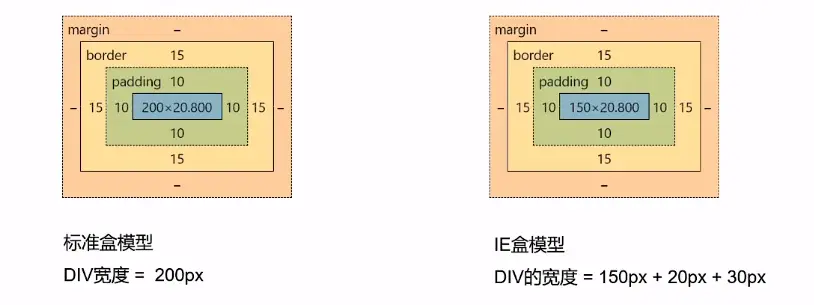 margin –
border 15
padding 10
– 15 10 200×20.800 10 15 –
10
15
–
标准盒模型
DIV宽度 = 200px
margin –
border 15
padding 10
– 15 10 150×20.800 10 15 –
10
15
–
IE盒模型
DIV的宽度 = 150px + 20px + 30px